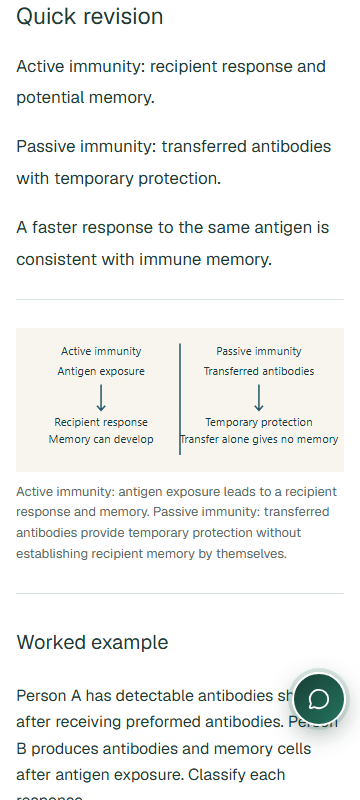 Quick revision
Active immunity: recipient response and
potential memory.
Passive immunity: transferred antibodies
with temporary protection.
A faster response to the same antigen is
consistent with immune memory.
Active immunity
Antigen exposure
Recipient response
Memory can develop
Passive immunity
Transferred antibodies
Temporary protection
Transfer alone gives no memory
Active immunity: antigen exposure leads to a recipient
response and memory. Passive immunity: transferred
antibodies provide temporary protection without
establishing recipient memory by themselves.
Worked example
Person A has detectable antibodies
after receiving preformed antibodies.
B produces antibodies and memory cells
after antigen exposure. Classify each